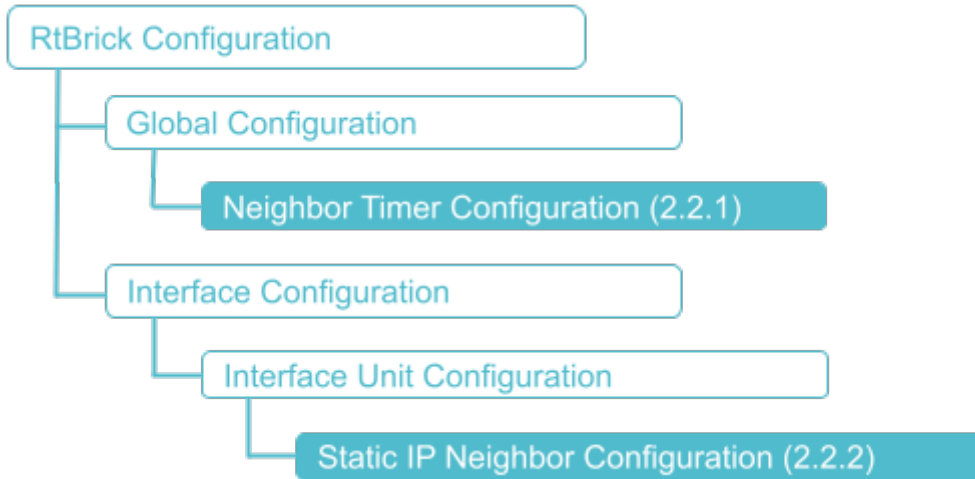 RtBrick Configuration
Global Configuration
Neighbor Timer Configuration (2.2.1)
Interface Configuration
Interface Unit Configuration
Static IP Neighbor Configuration (2.2.2)